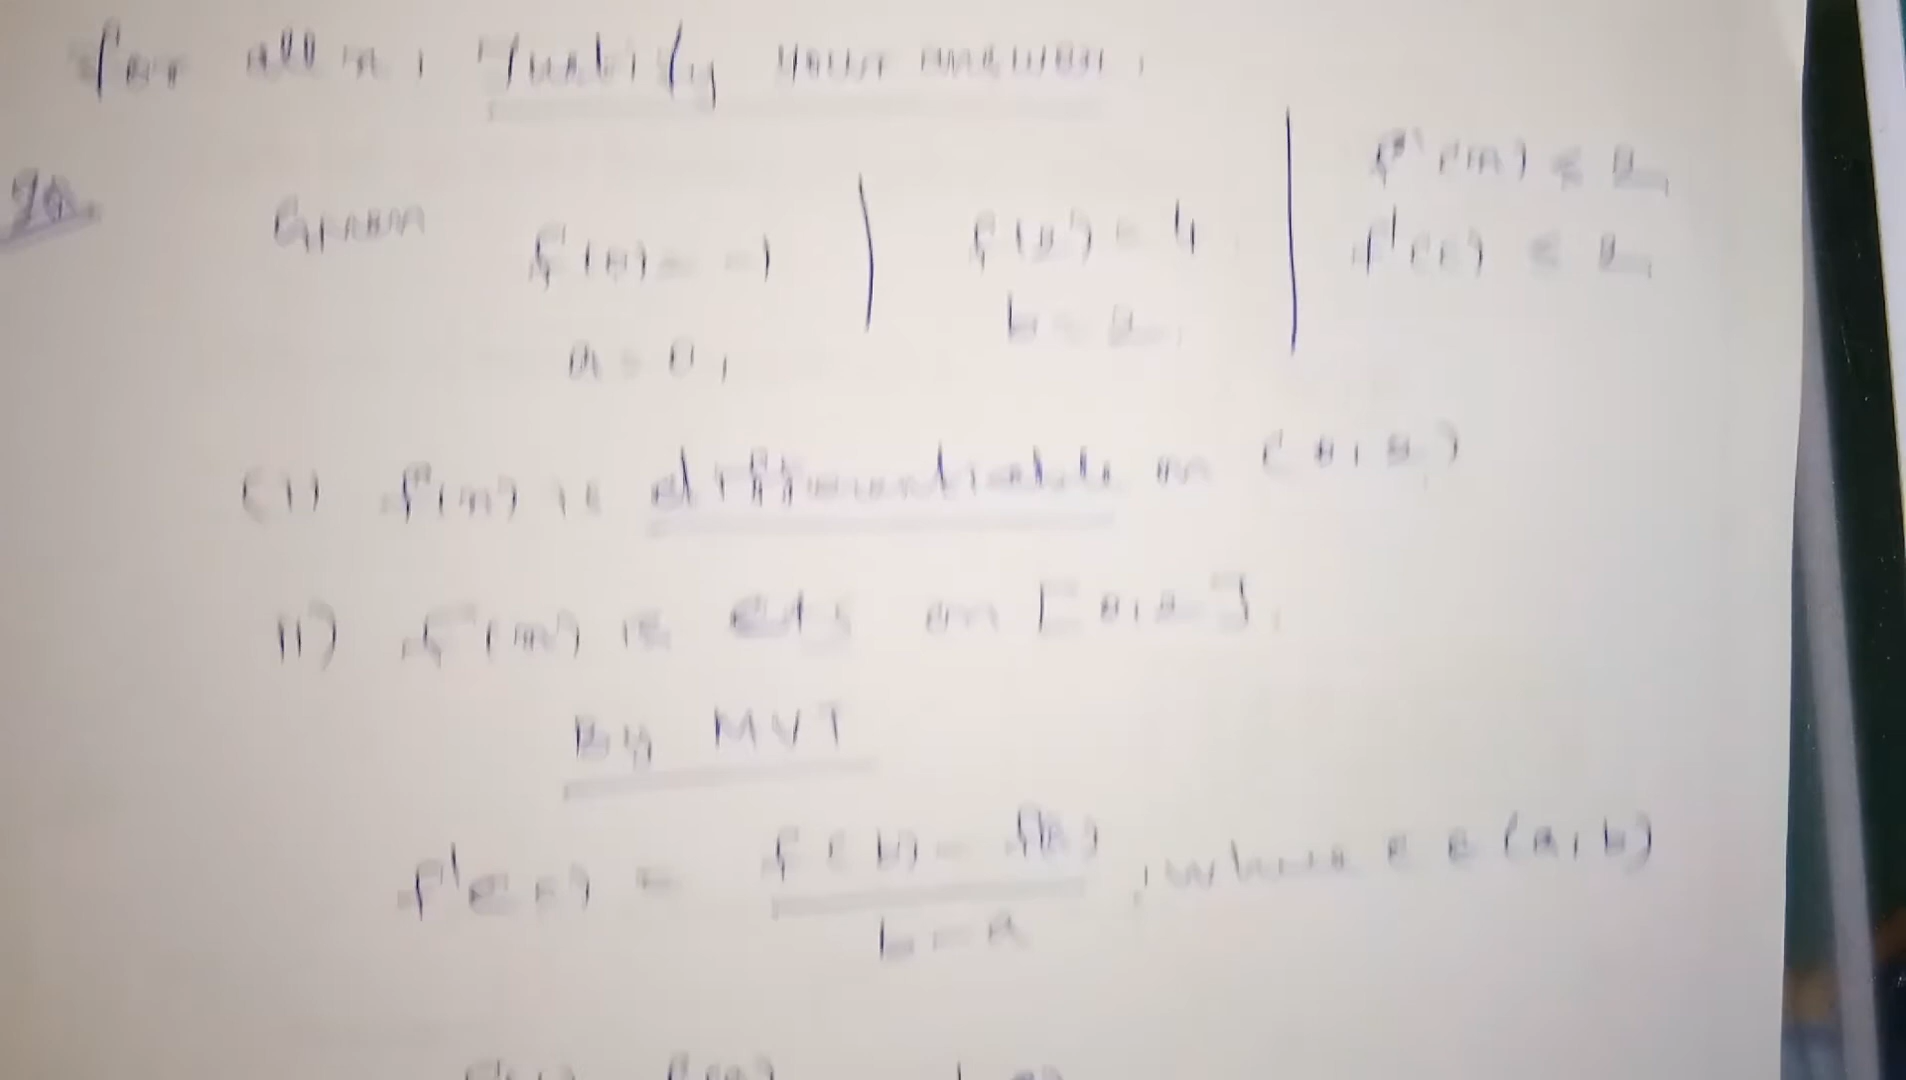 for all x, Justify your answer.
Given f(0) = -1 | f(2) = 4 | f'(x) ≤ 2
a = 0, b = 2, f'(c) ≤ 2
(i) f(x) is differentiable on (0,2)
ii) f(x) is cts on [0,2].
By MVT
f'(c) = f(b) - f(a) / b - a , where c ∈ (a,b)